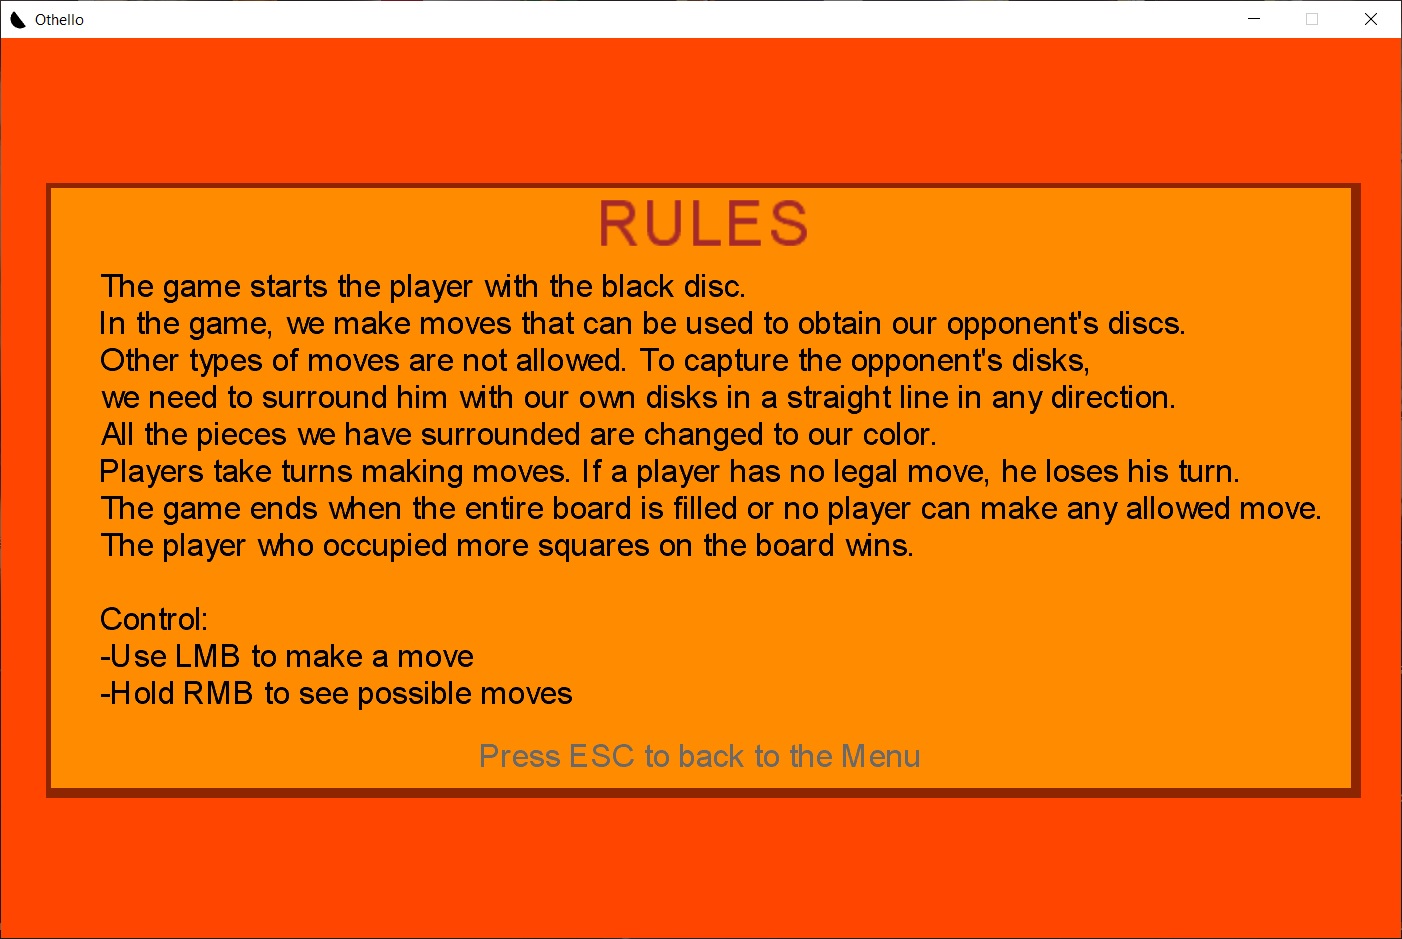 Othello
RULES
The game starts the player with the black disc.
In the game, we make moves that can be used to obtain our opponent's discs.
Other types of moves are not allowed. To capture the opponent's disks,
we need to surround him with our own disks in a straight line in any direction.
All the pieces we have surrounded are changed to our color.
Players take turns making moves. If a player has no legal move, he loses his turn.
The game ends when the entire board is filled or no player can make any allowed move.
The player who occupied more squares on the board wins.
Control:
-Use LMB to make a move
-Hold RMB to see possible moves
Press ESC to back to the Menu